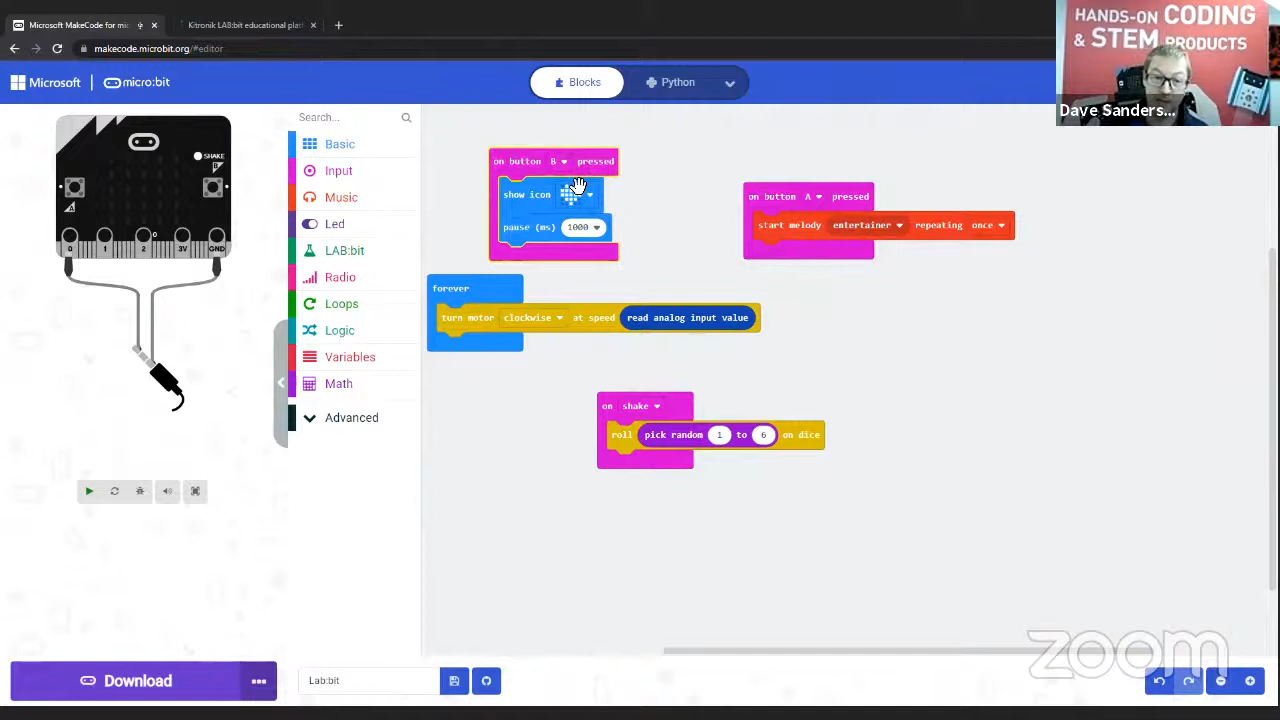 Microsoft MakeCode for mi
Kitronik LAB:bit educational plat
makecode.microbit.org/#editor
Microsoft
micro:bit
Blocks
Python
HANDS-ON CODING
& STEM PRODUCTS
Dave Sanders...
SHAKE
B
A
0 1 2 3V GND
Search...
Basic
Input
Music
Led
LAB:bit
Radio
Loops
Logic
Variables
Math
Advanced
on button B pressed
show icon
pause (ms) 1000
on button A pressed
start melody entertainer repeating once
forever
turn motor clockwise at speed read analog input value
on shake
roll pick random 1 to 6 on dice
Download
•••
Lab:bit
zoom